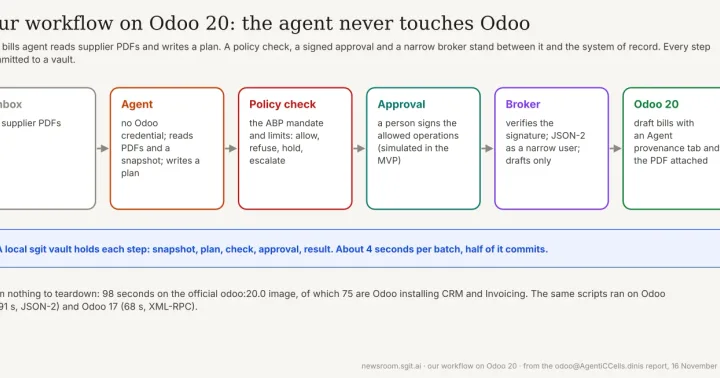 ur workflow on Odoo 20: the agent never touches Odoo
bills agent reads supplier PDFs and writes a plan. A policy check, a signed approval and a narrow broker stand between it and the system of record. Every step
mitted to a vault.
nbox
supplier PDFs
Agent
no Odoo
credential; reads
PDFs and a
snapshot; writes a
plan
Policy check
the ABP mandate
and limits: allow,
refuse, hold,
escalate
Approval
a person signs the
allowed operations
(simulated in the
MVP)
Broker
verifies the
signature; JSON-2
as a narrow user;
drafts only
Odoo 20
draft bills with
an Agent
provenance tab and
the PDF attached
A local sgit vault holds each step: snapshot, plan, check, approval, result. About 4 seconds per batch, half of it commits.
m nothing to teardown: 98 seconds on the official odoo:20.0 image, of which 75 are Odoo installing CRM and Invoicing. The same scripts ran on Odoo
91 s, JSON-2) and Odoo 17 (68 s, XML-RPC).
newsroom.sgit.ai · our workflow on Odoo 20 · from the odoo@AgentiCCells.dinis report, 16 November